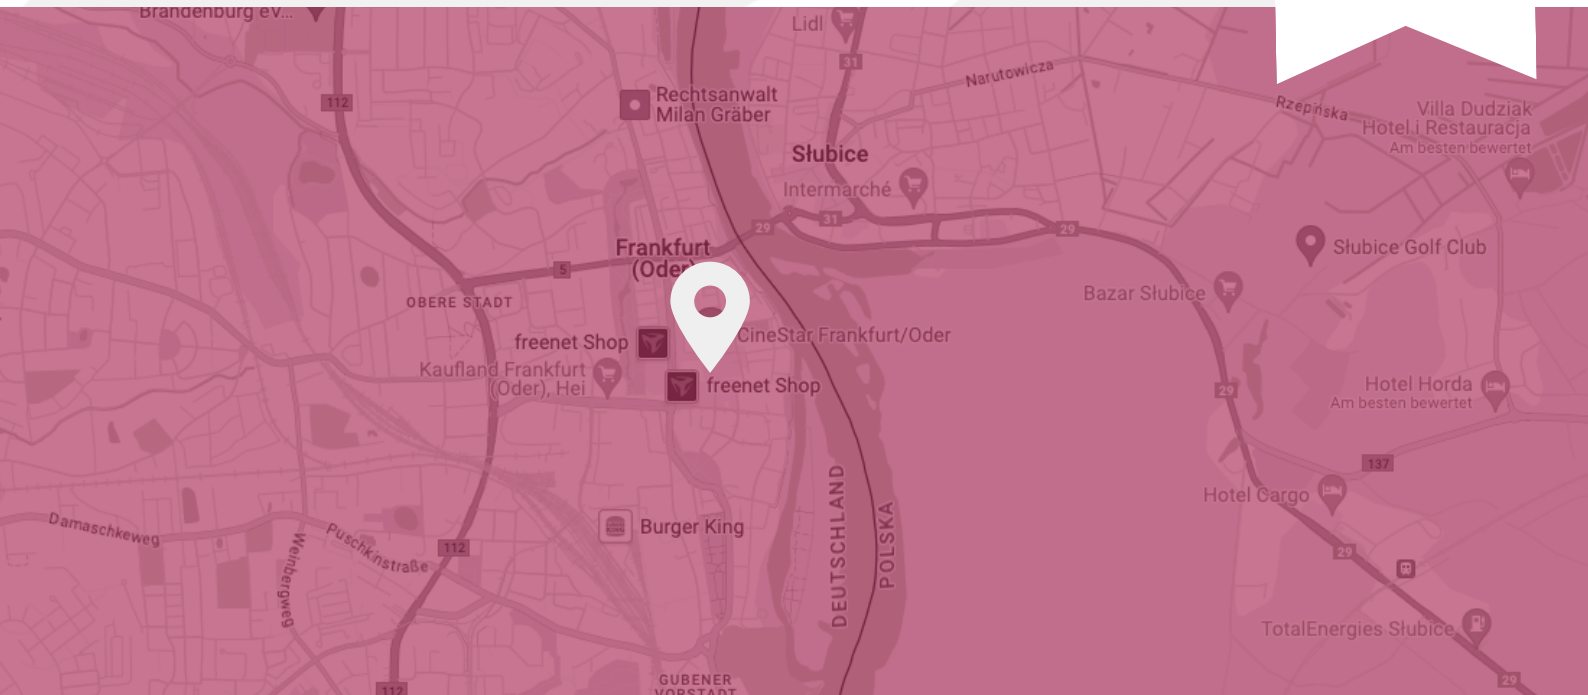 Brandenburg eV...
Lidl
31
Narutowicza
112
Rechtsanwalt
Milan Gräber
Rzepińska
Villa Dudziak
Hotel i Restauracja
Am besten bewertet
Słubice
Intermarché
29
31
29
Frankfurt
(Oder)
5
Słubice Golf Club
OBERE STADT
Bazar Słubice
freenet Shop
CineStar Frankfurt/Oder
Kaufland Frankfurt
(Oder), Hei
freenet Shop
29
Hotel Horda
Am besten bewertet
137
Hotel Cargo
DEUTSCHLAND
POLSKA
Damaschkeweg
Puschkinstraße
Weinbergweg
112
Burger King
29
TotalEnergies Słubice
GUBENER
VORSTADT
112
29